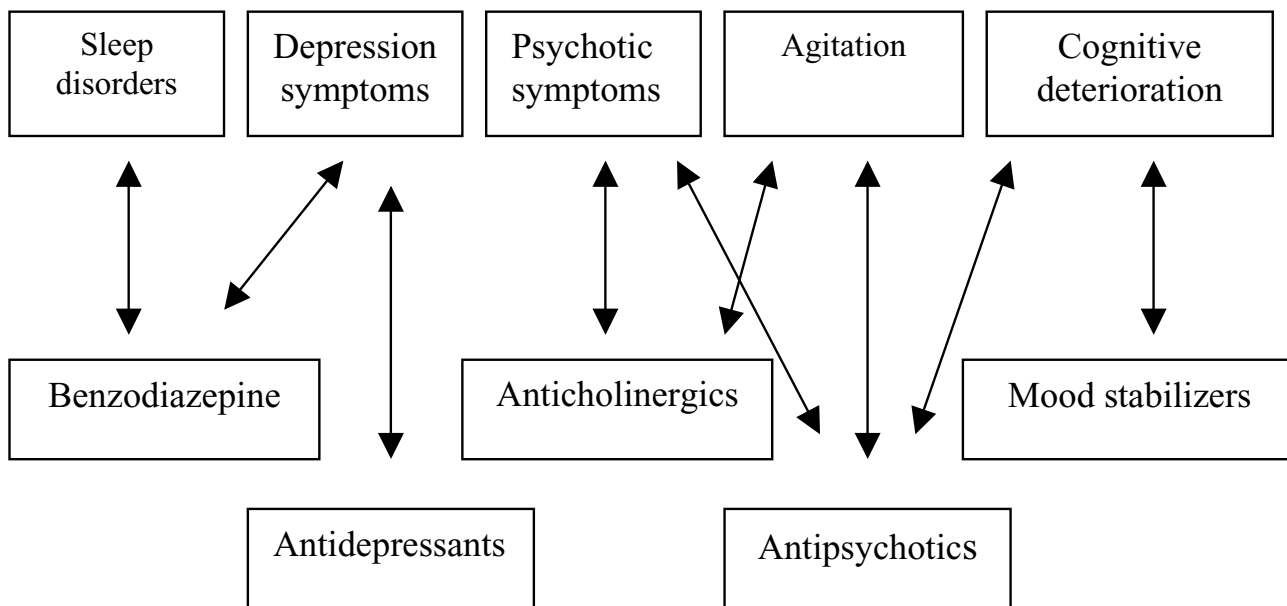 Sleep
disorders
Depression
symptoms
Psychotic
symptoms
Agitation
Cognitive
deterioration
Benzodiazepine
Anticholinergics
Mood stabilizers
Antidepressants
Antipsychotics